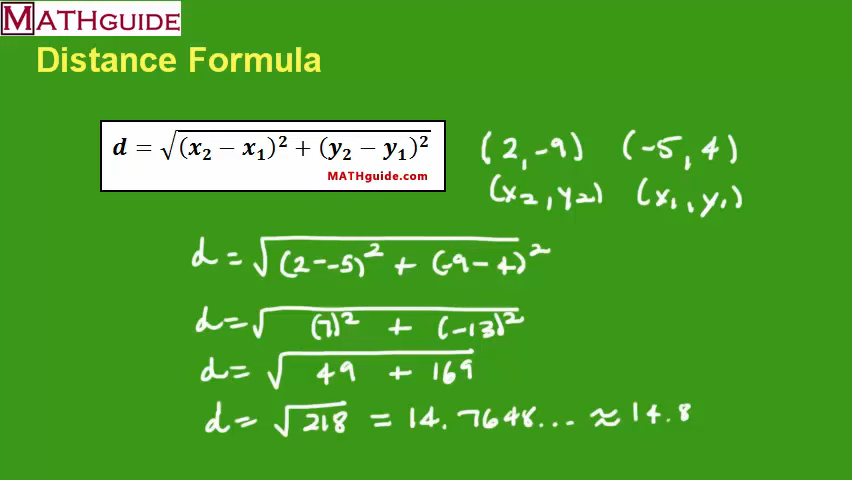 MATHGUIDE
Distance Formula
d = √(x₂ − x₁)² + (y₂ − y₁)²
MATHguide.com
(2, -9) (-5, 4)
(x₂, y₂) (x₁, y₁)
d = √(2 - -5)² + (-9 - 4)²
d = √(7)² + (-13)²
d = √49 + 169
d = √218 = 14.7648... ≈ 14.8